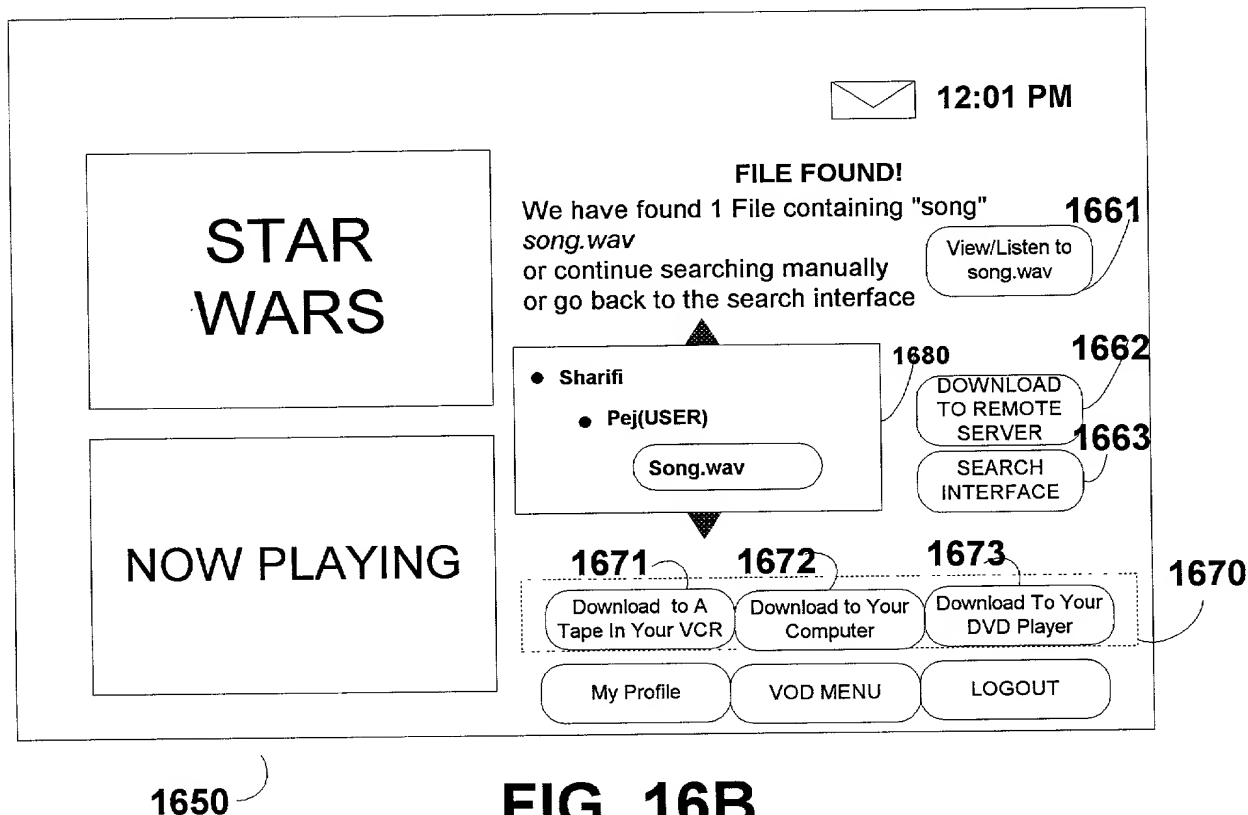 12:01 PM
STAR
WARS
NOW PLAYING
FILE FOUND!
We have found 1 File containing "song"
song.wav
or continue searching manually
or go back to the search interface
1661
View/Listen to
song.wav
1680
Sharifi
Pej(USER)
Song.wav
1662
DOWNLOAD
TO REMOTE
SERVER
1663
SEARCH
INTERFACE
1671
1672
1673
1670
Download to A
Tape In Your VCR
Download to Your
Computer
Download To Your
DVD Player
My Profile
VOD MENU
LOGOUT
1650
FIG. 16B